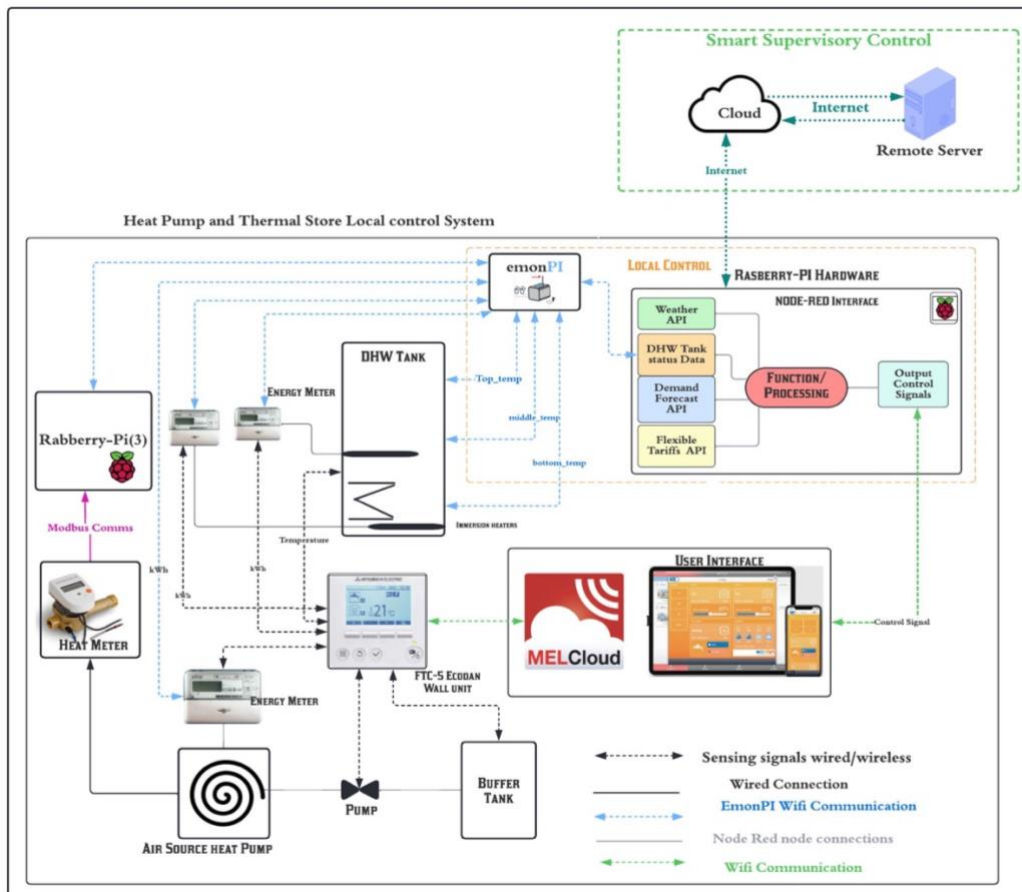 Smart Supervisory Control
Cloud
Internet
Remote Server
Internet
Heat Pump and Thermal Store Local control System
emonPI
Local Control
Rasberry-Pi Hardware
Node-Red Interface
Weather
API
DHW Tank
status Data
Demand
Forecast
API
Flexible
Tariffs API
Function/
Processing
Output
Control
Signals
DHW Tank
Energy Meter
Top_temp
middle_temp
bottom_temp
Rabberry-Pi(3)
Immersion heaters
Modbus Comms
Temperature
kWh
kWh
kWh
MITSUBISHI ELECTRIC
21°C
User Interface
MELCloud
Control Signal
Heat Meter
FTC-5 Ecodan
Wall unit
Energy Meter
Buffer
Tank
Pump
Air Source heat Pump
Sensing signals wired/wireless
Wired Connection
EmonPI Wifi Communication
Node Red node connections
Wifi Communication